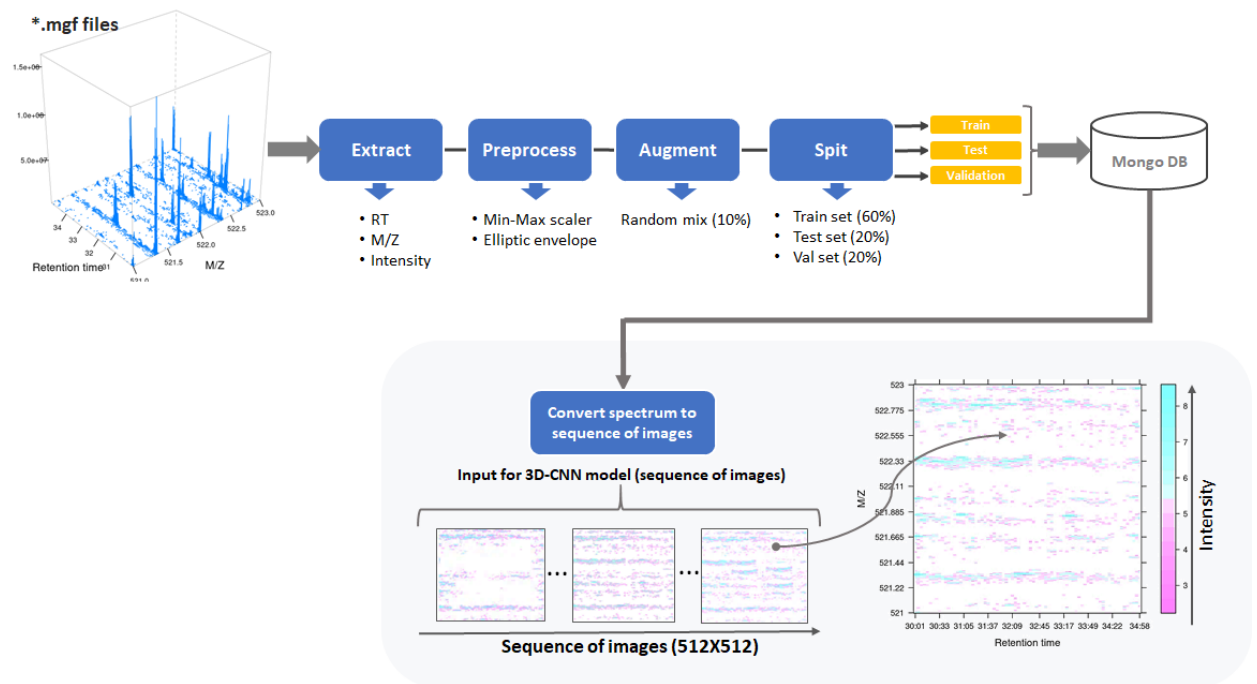 *.mgf files
1.5e+08
1.0e+08
5.0e+07
34
33
32
31
Retention time
521.0
521.5
522.0
522.5
523.0
M/Z
Extract
Preprocess
Augment
Spit
Train
Test
Validation
Mongo DB
• RT
• M/Z
• Intensity
• Min-Max scaler
• Elliptic envelope
Random mix (10%)
• Train set (60%)
• Test set (20%)
• Val set (20%)
Convert spectrum to
sequence of images
Input for 3D-CNN model (sequence of images)
...
...
Sequence of images (512X512)
523
522.775
522.555
522.33
522.11
521.885
521.665
521.44
521.22
521
M/Z
30:01 30:33 31:05 31:37 32:09 32:45 33:17 33:49 34:22 34:58
Retention time
8
7
6
5
4
3
Intensity